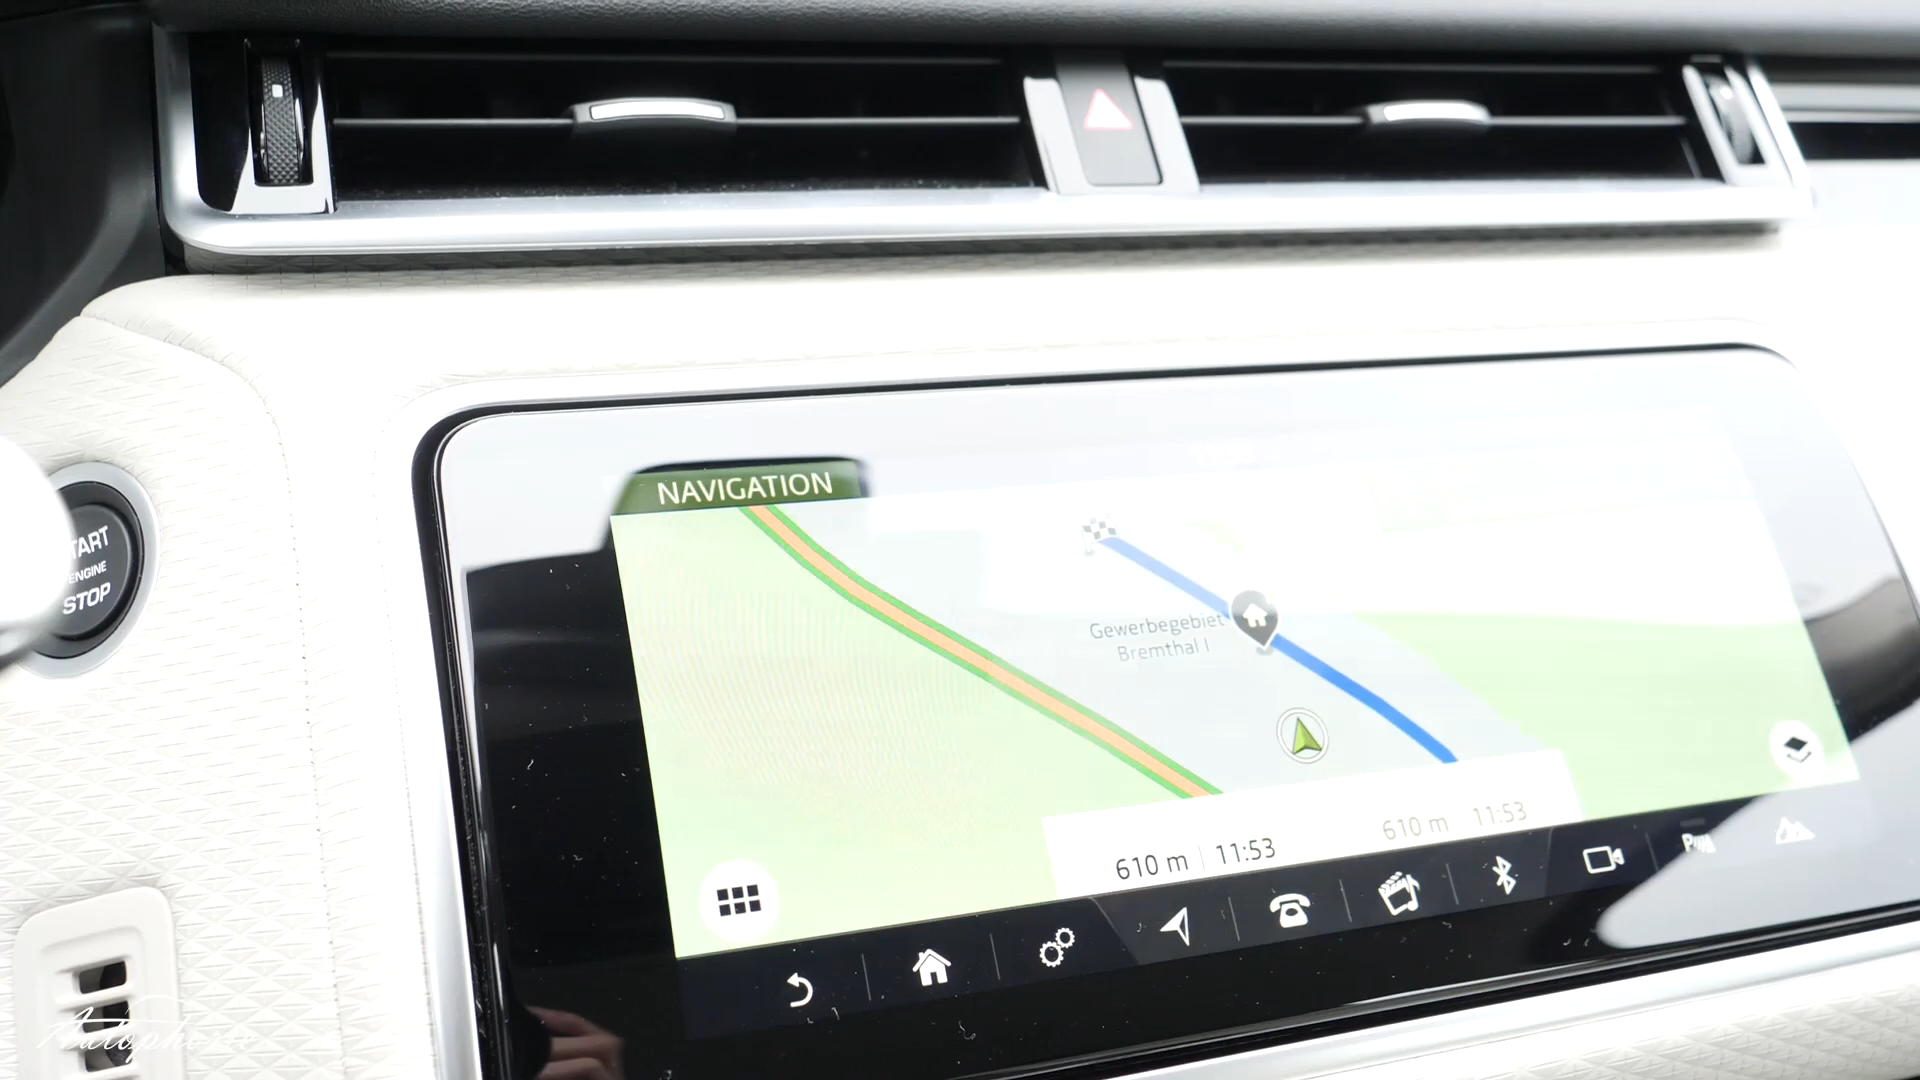 NAVIGATION
START
ENGINE
STOP
Gewerbegebiet
Bremthal I
610 m 11:53
610 m 11:53